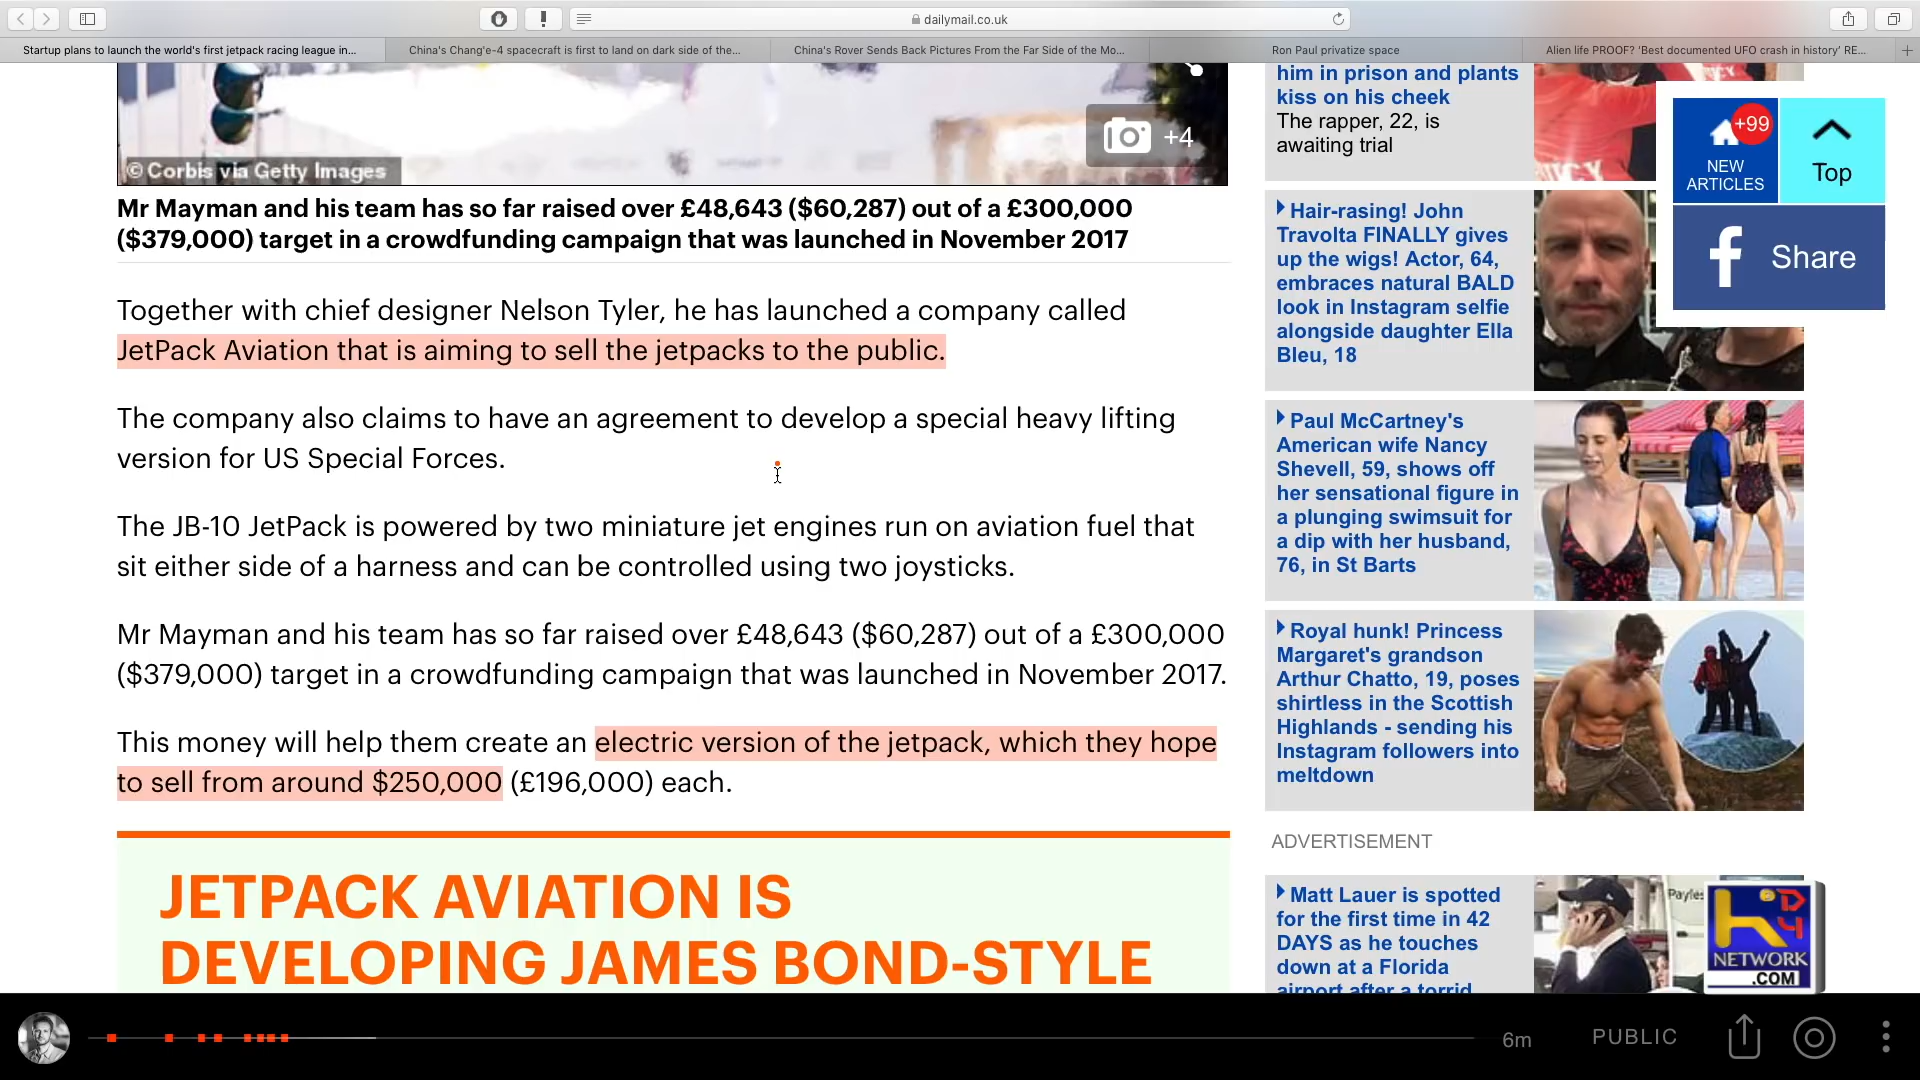 dailymail.co.uk
Startup plans to launch the world's first jetpack racing league in...
China's Chang'e-4 spacecraft is first to land on dark side of the...
China's Rover Sends Back Pictures From the Far Side of the Mo...
Ron Paul privatize space
Alien life PROOF? 'Best documented UFO crash in history' RE...
+4
© Corbis via Getty Images
Mr Mayman and his team has so far raised over £48,643 ($60,287) out of a £300,000
($379,000) target in a crowdfunding campaign that was launched in November 2017
Together with chief designer Nelson Tyler, he has launched a company called
JetPack Aviation that is aiming to sell the jetpacks to the public.
The company also claims to have an agreement to develop a special heavy lifting
version for US Special Forces.
The JB-10 JetPack is powered by two miniature jet engines run on aviation fuel that
sit either side of a harness and can be controlled using two joysticks.
Mr Mayman and his team has so far raised over £48,643 ($60,287) out of a £300,000
($379,000) target in a crowdfunding campaign that was launched in November 2017.
This money will help them create an electric version of the jetpack, which they hope
to sell from around $250,000 (£196,000) each.
JETPACK AVIATION IS
DEVELOPING JAMES BOND-STYLE
him in prison and plants
kiss on his cheek
The rapper, 22, is
awaiting trial
Hair-rasing! John
Travolta FINALLY gives
up the wigs! Actor, 64,
embraces natural BALD
look in Instagram selfie
alongside daughter Ella
Bleu, 18
Paul McCartney's
American wife Nancy
Shevell, 59, shows off
her sensational figure in
a plunging swimsuit for
a dip with her husband,
76, in St Barts
Royal hunk! Princess
Margaret's grandson
Arthur Chatto, 19, poses
shirtless in the Scottish
Highlands - sending his
Instagram followers into
meltdown
ADVERTISEMENT
Matt Lauer is spotted
for the first time in 42
DAYS as he touches
down at a Florida
airport after a torrid
+99
NEW
ARTICLES
Top
Share
D
4
NETWORK
.COM
6m
PUBLIC